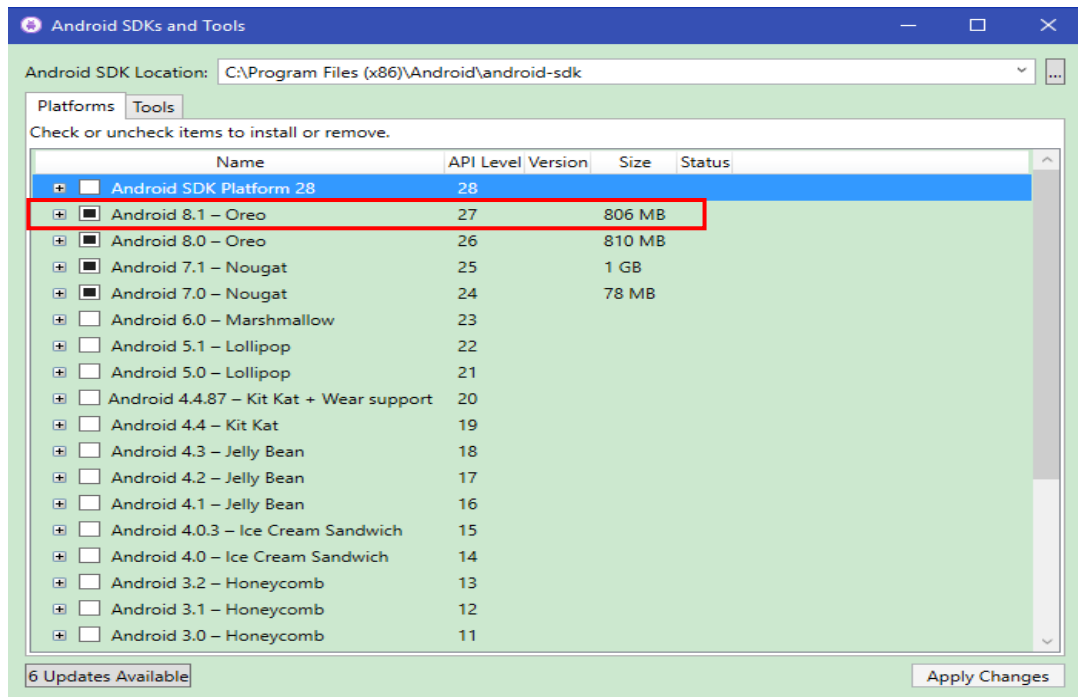 Android SDKs and Tools
Android SDK Location: C:\Program Files (x86)\Android\android-sdk ...
Platforms Tools
Check or uncheck items to install or remove.
Name API Level Version Size Status
Android SDK Platform 28 28
Android 8.1 – Oreo 27 806 MB
Android 8.0 – Oreo 26 810 MB
Android 7.1 – Nougat 25 1 GB
Android 7.0 – Nougat 24 78 MB
Android 6.0 – Marshmallow 23
Android 5.1 – Lollipop 22
Android 5.0 – Lollipop 21
Android 4.4.87 – Kit Kat + Wear support 20
Android 4.4 – Kit Kat 19
Android 4.3 – Jelly Bean 18
Android 4.2 – Jelly Bean 17
Android 4.1 – Jelly Bean 16
Android 4.0.3 – Ice Cream Sandwich 15
Android 4.0 – Ice Cream Sandwich 14
Android 3.2 – Honeycomb 13
Android 3.1 – Honeycomb 12
Android 3.0 – Honeycomb 11
6 Updates Available Apply Changes